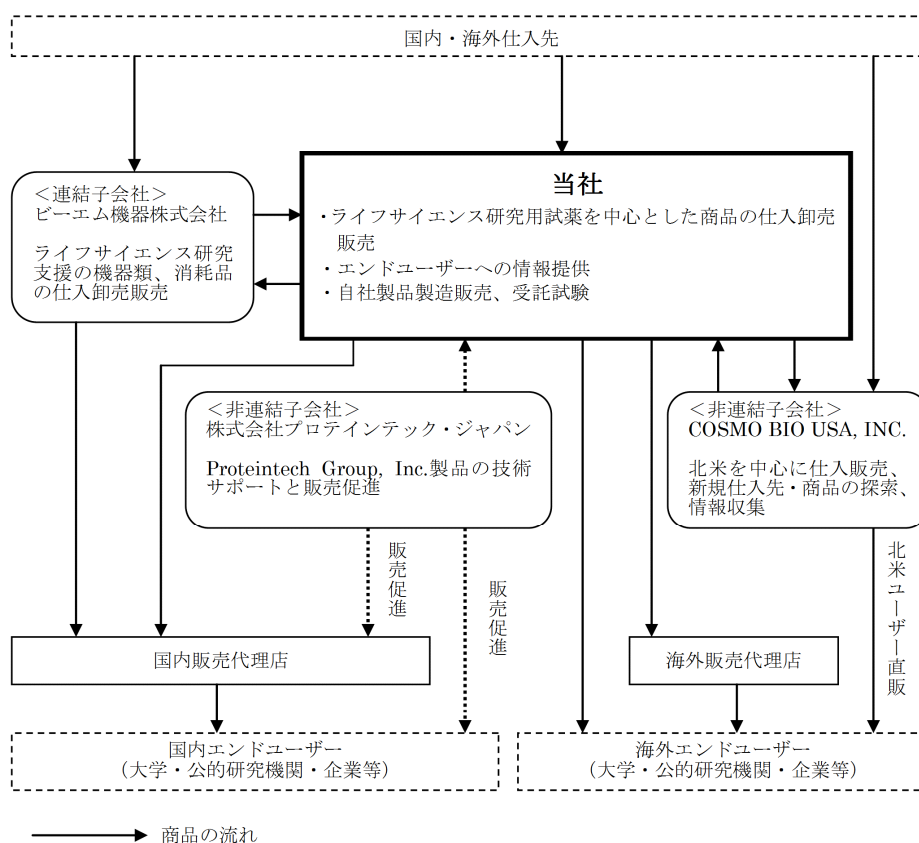 国内・海外仕入先
＜連結子会社＞
ビーエム機器株式会社
ライフサイエンス研究
支援の機器類、消耗品
の仕入卸売販売
当社
・ライフサイエンス研究用試薬を中心とした商品の仕入卸売
販売
・エンドユーザーへの情報提供
・自社製品製造販売、受託試験
＜非連結子会社＞
株式会社プロテインテック・ジャパン
Proteintech Group, Inc.製品の技術
サポートと販売促進
＜非連結子会社＞
COSMO BIO USA, INC.
北米を中心に仕入販売、
新規仕入先・商品の探索、
情報収集
販売促進
販売促進
北米ユーザー直販
国内販売代理店
海外販売代理店
国内エンドユーザー
（大学・公的研究機関・企業等）
海外エンドユーザー
（大学・公的研究機関・企業等）
商品の流れ